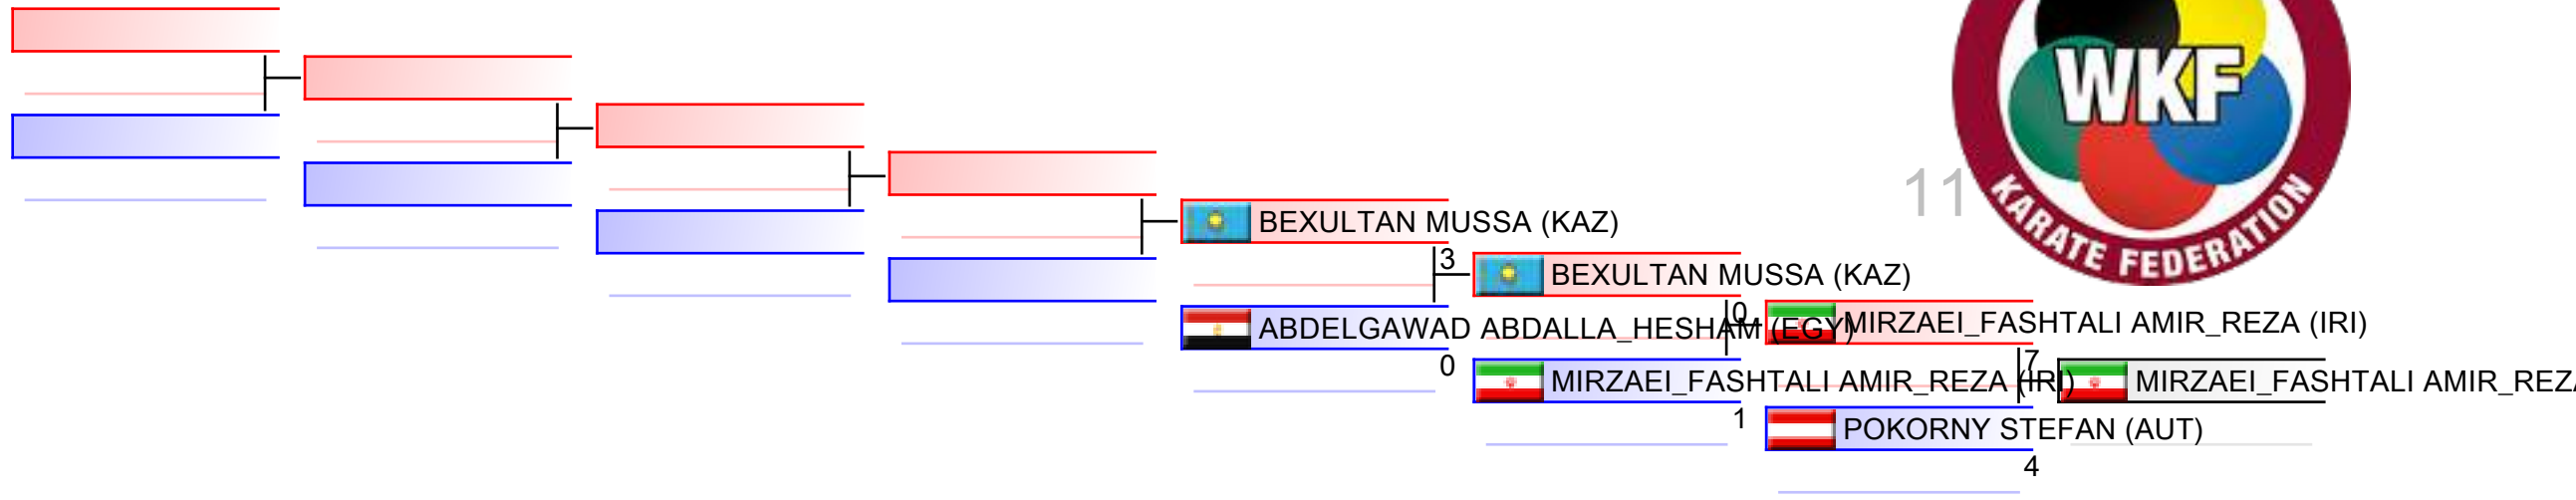 WKF
KARATE FEDERATION
11
BEXULTAN MUSSA (KAZ)
3
BEXULTAN MUSSA (KAZ)
ABDELGAWAD ABDALLA_HESHAM (EGY)
0
0
MIRZAEI_FASHTALI AMIR_REZA (IRI)
MIRZAEI_FASHTALI AMIR_REZA (IRI)
1
7
MIRZAEI_FASHTALI AMIR_REZA
POKORNY STEFAN (AUT)
4